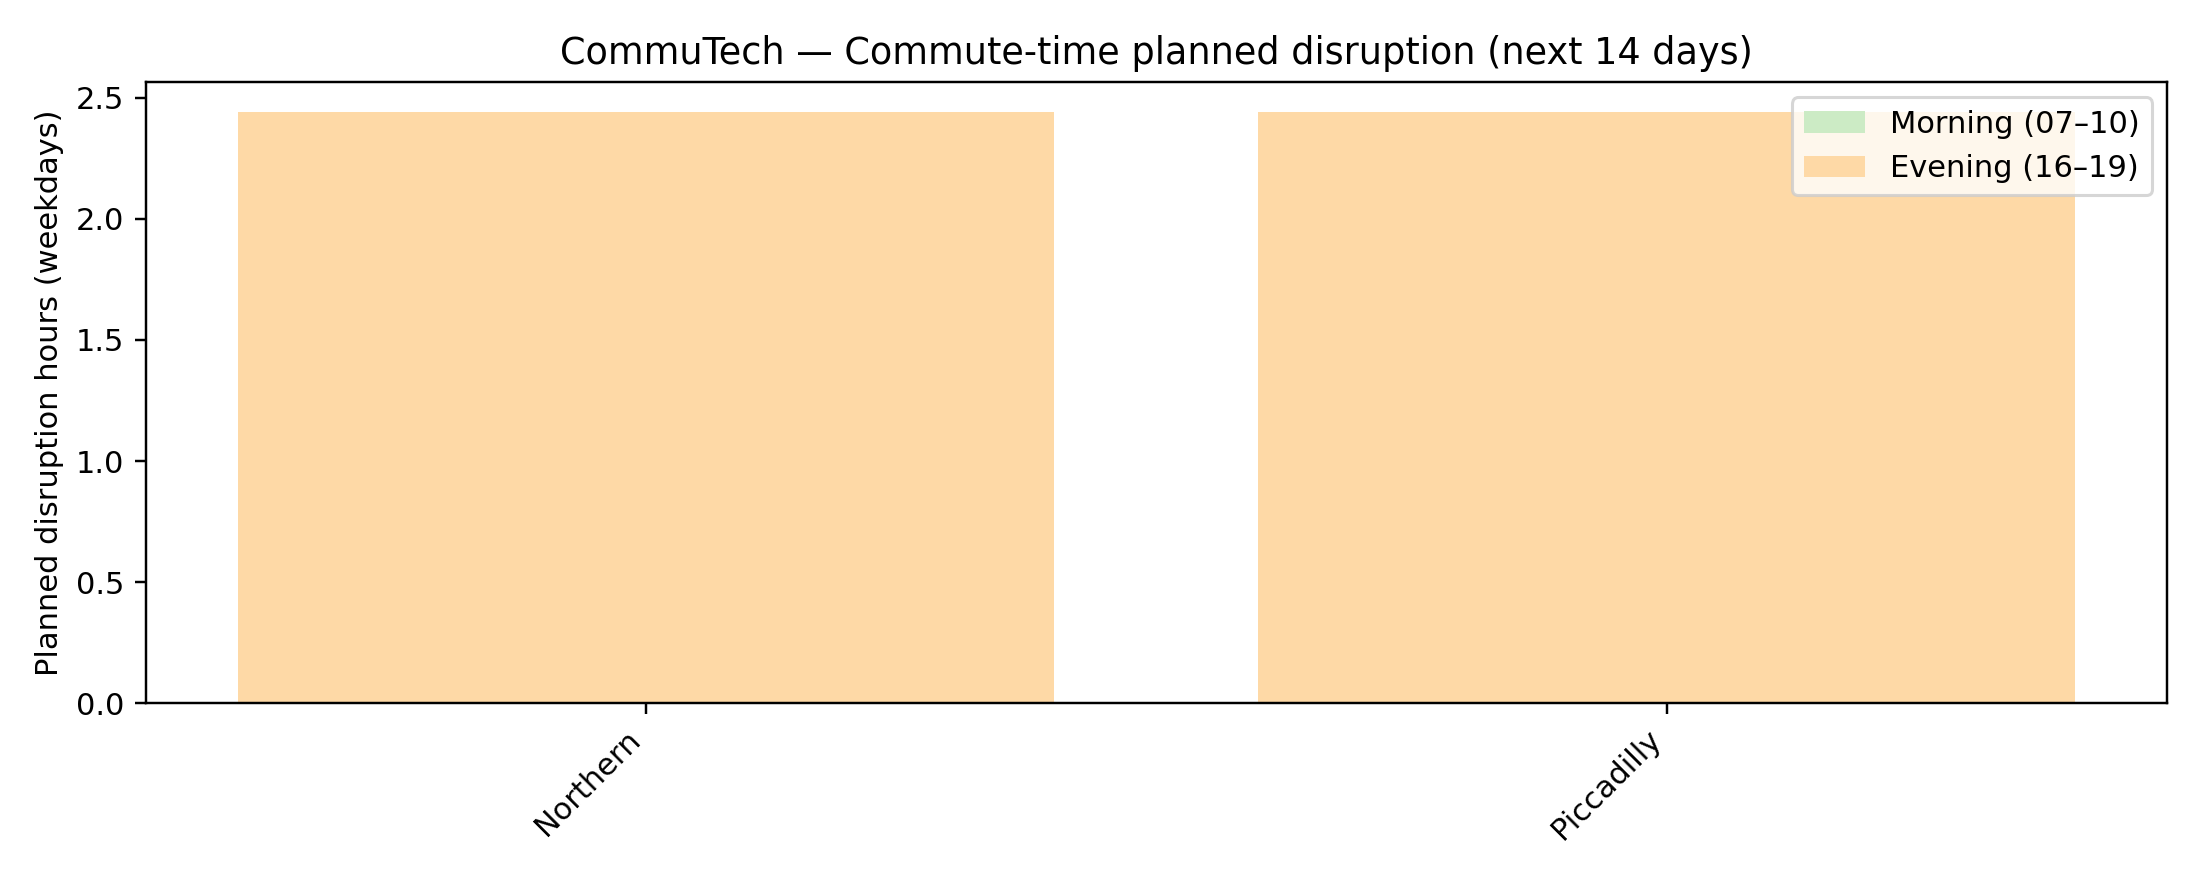 CommuTech — Commute-time planned disruption (next 14 days)
Planned disruption hours (weekdays)
2.5
2.0
1.5
1.0
0.5
0.0
Morning (07–10)
Evening (16–19)
Northern
Piccadilly